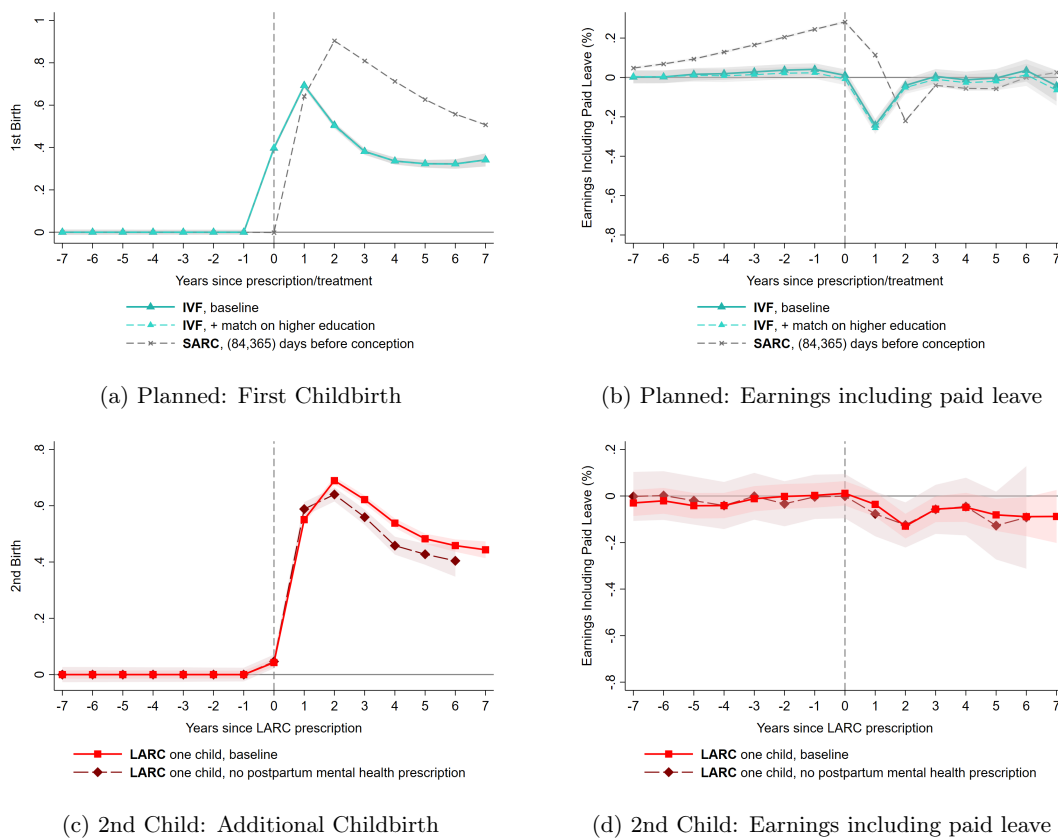 1st Birth
1
.8
.6
.4
.2
0
-7 -6 -5 -4 -3 -2 -1 0 1 2 3 4 5 6 7
Years since prescription/treatment
IVF, baseline
IVF, + match on higher education
SARC, (84,365) days before conception
(a) Planned: First Childbirth
Earnings Including Paid Leave (%)
.2
0
-.2
-.4
-.6
-.8
-7 -6 -5 -4 -3 -2 -1 0 1 2 3 4 5 6 7
Years since prescription/treatment
IVF, baseline
IVF, + match on higher education
SARC, (84,365) days before conception
(b) Planned: Earnings including paid leave
2nd Birth
.8
.6
.4
.2
0
-7 -6 -5 -4 -3 -2 -1 0 1 2 3 4 5 6 7
Years since LARC prescription
LARC one child, baseline
LARC one child, no postpartum mental health prescription
(c) 2nd Child: Additional Childbirth
Earnings Including Paid Leave (%)
.2
0
-.2
-.4
-.6
-.8
-7 -6 -5 -4 -3 -2 -1 0 1 2 3 4 5 6 7
Years since LARC prescription
LARC one child, baseline
LARC one child, no postpartum mental health prescription
(d) 2nd Child: Earnings including paid leave